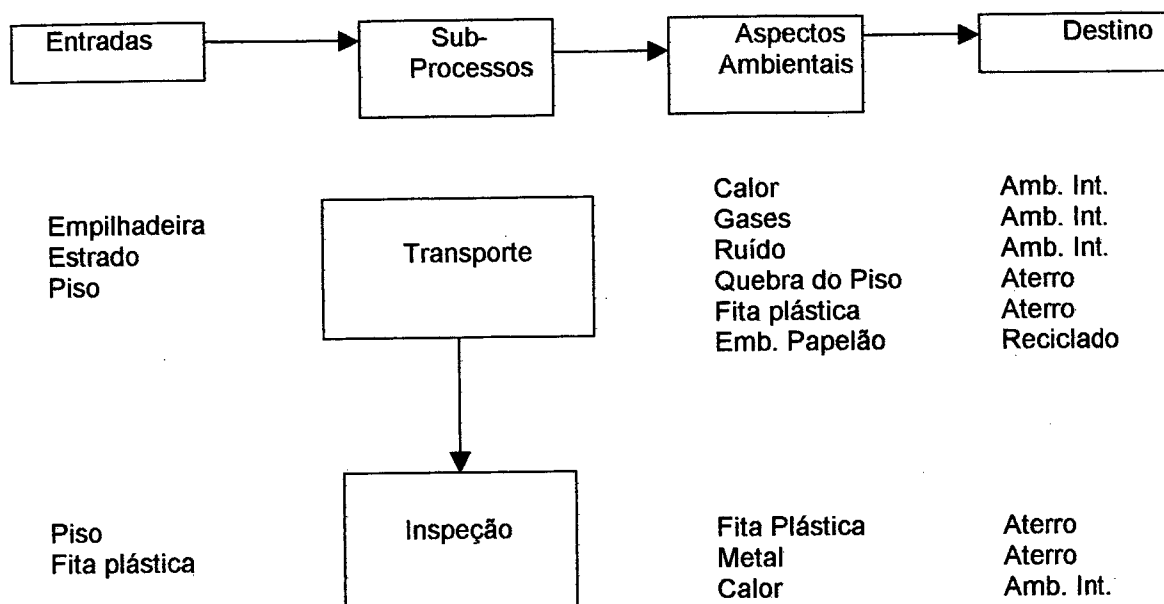 Entradas
Sub-
Processos
Aspectos
Ambientais
Destino
Empilhadeira
Estrado
Piso
Transporte
Calor
Gases
Ruído
Quebra do Piso
Fita plástica
Emb. Papelão
Amb. Int.
Amb. Int.
Amb. Int.
Aterro
Aterro
Reciclado
Piso
Fita plástica
Inspeção
Fita Plástica
Metal
Calor
Aterro
Aterro
Amb. Int.